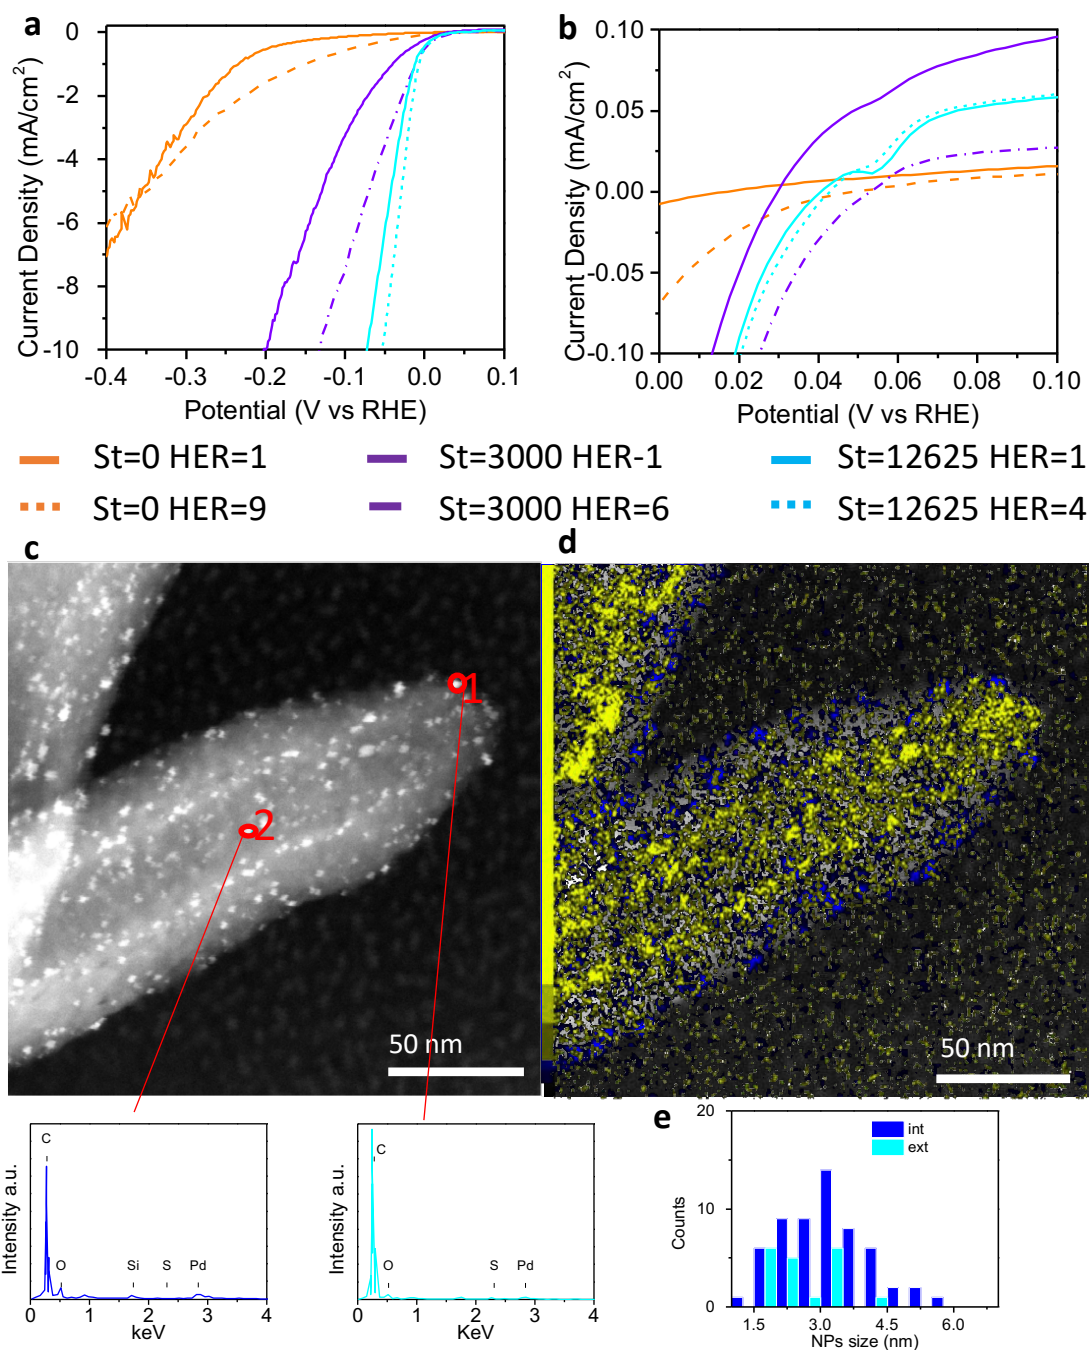 a
0
-2
-4
-6
-8
-10
-0.4 -0.3 -0.2 -0.1 0.0 0.1
Current Density (mA/cm²)
Potential (V vs RHE)
b
0.10
0.05
0.00
-0.05
-0.10
0.00 0.02 0.04 0.06 0.08 0.10
Current Density (mA/cm²)
Potential (V vs RHE)
St=0 HER=1 St=3000 HER-1 St=12625 HER=1
St=0 HER=9 St=3000 HER=6 St=12625 HER=4
c
1
2
50 nm
d
50 nm
Intensity a.u.
C
O Si S Pd
0 1 2 3 4
keV
Intensity a.u.
C
O S Pd
0 1 2 3 4
KeV
e
20
10
0
Counts
int
ext
1.5 3.0 4.5 6.0
NPs size (nm)